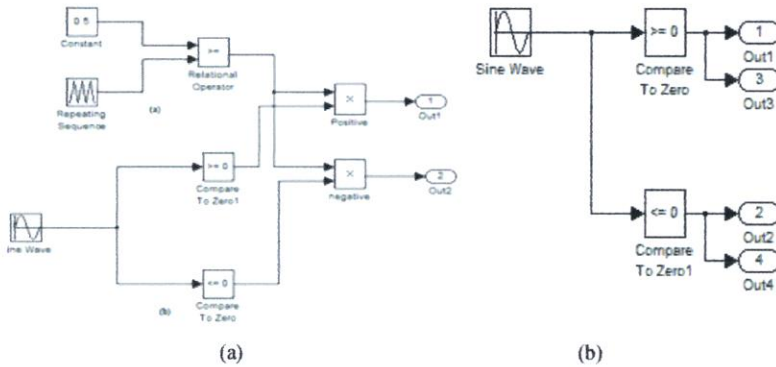 0.5
Constant
>=
Relational
Operator
Repeating
Sequence
(a)
×
Positive
1
Out1
>= 0
Compare
To Zero1
×
negative
2
Out2
ine Wave
<= 0
Compare
To Zero
(b)
(a)
Sine Wave
>= 0
Compare
To Zero
1
Out1
3
Out3
<= 0
Compare
To Zero1
2
Out2
4
Out4
(b)